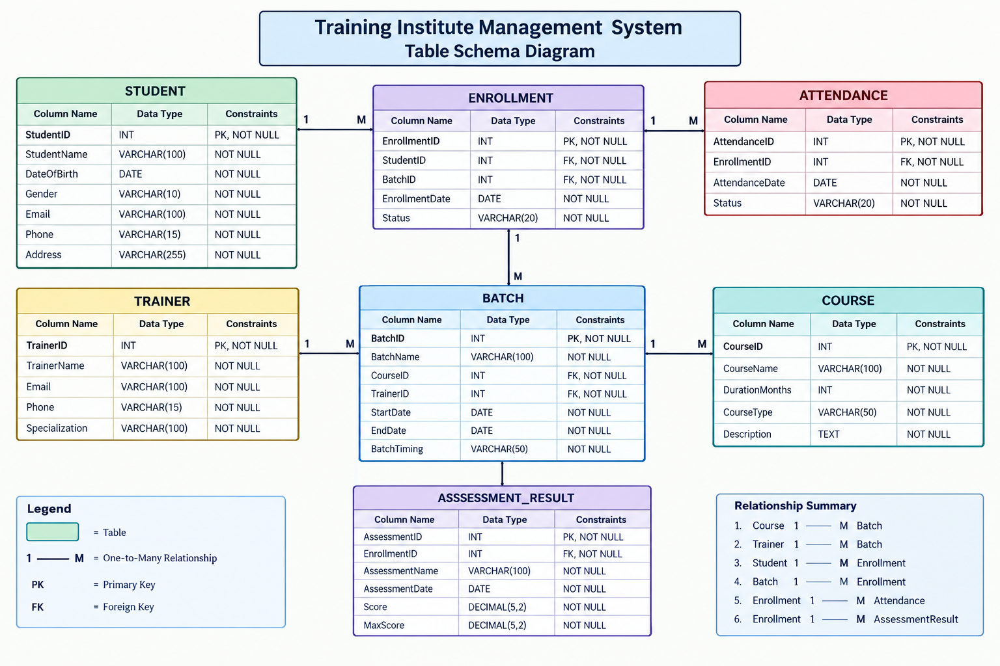 Training Institute Management System
Table Schema Diagram
STUDENT
Column Name Data Type Constraints
StudentID INT PK, NOT NULL
StudentName VARCHAR(100) NOT NULL
DateOfBirth DATE NOT NULL
Gender VARCHAR(10) NOT NULL
Email VARCHAR(100) NOT NULL
Phone VARCHAR(15) NOT NULL
Address VARCHAR(255) NOT NULL
1 M
ENROLLMENT
Column Name Data Type Constraints
EnrollmentID INT PK, NOT NULL
StudentID INT FK, NOT NULL
BatchID INT FK, NOT NULL
EnrollmentDate DATE NOT NULL
Status VARCHAR(20) NOT NULL
1 M
ATTENDANCE
Column Name Data Type Constraints
AttendanceID INT PK, NOT NULL
EnrollmentID INT FK, NOT NULL
AttendanceDate DATE NOT NULL
Status VARCHAR(20) NOT NULL
1
M
TRAINER
Column Name Data Type Constraints
TrainerID INT PK, NOT NULL
TrainerName VARCHAR(100) NOT NULL
Email VARCHAR(100) NOT NULL
Phone VARCHAR(15) NOT NULL
Specialization VARCHAR(100) NOT NULL
1 M
BATCH
Column Name Data Type Constraints
BatchID INT PK, NOT NULL
BatchName VARCHAR(100) NOT NULL
CourseID INT FK, NOT NULL
TrainerID INT FK, NOT NULL
StartDate DATE NOT NULL
EndDate DATE NOT NULL
BatchTiming VARCHAR(50) NOT NULL
1 M
COURSE
Column Name Data Type Constraints
CourseID INT PK, NOT NULL
CourseName VARCHAR(100) NOT NULL
DurationMonths INT NOT NULL
CourseType VARCHAR(50) NOT NULL
Description TEXT NOT NULL
Legend
= Table
1 M = One-to-Many Relationship
PK = Primary Key
FK = Foreign Key
ASSSESSMENT_RESULT
Column Name Data Type Constraints
AssessmentID INT PK, NOT NULL
EnrollmentID INT FK, NOT NULL
AssessmentName VARCHAR(100) NOT NULL
AssessmentDate DATE NOT NULL
Score DECIMAL(5,2) NOT NULL
MaxScore DECIMAL(5,2) NOT NULL
Relationship Summary
1. Course 1 M Batch
2. Trainer 1 M Batch
3. Student 1 M Enrollment
4. Batch 1 M Enrollment
5. Enrollment 1 M Attendance
6. Enrollment 1 M AssessmentResult